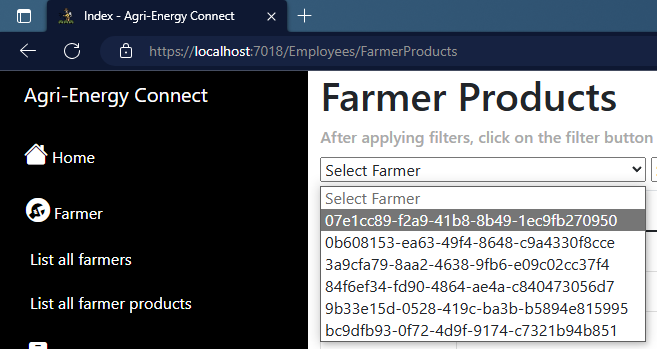 Index - Agri-Energy Connect
https://localhost:7018/Employees/FarmerProducts
Agri-Energy Connect
Home
Farmer
List all farmers
List all farmer products
Farmer Products
After applying filters, click on the filter button
Select Farmer
Select Farmer
07e1cc89-f2a9-41b8-8b49-1ec9fb270950
0b608153-ea63-49f4-8648-c9a4330f8cce
3a9cfa79-8aa2-4638-9fb6-e09c02cc37f4
84f6ef34-fd90-4864-ae4a-c840473056d7
9b33e15d-0528-419c-ba3b-b5894e815995
bc9dfb93-0f72-4d9f-9174-c7321b94b851